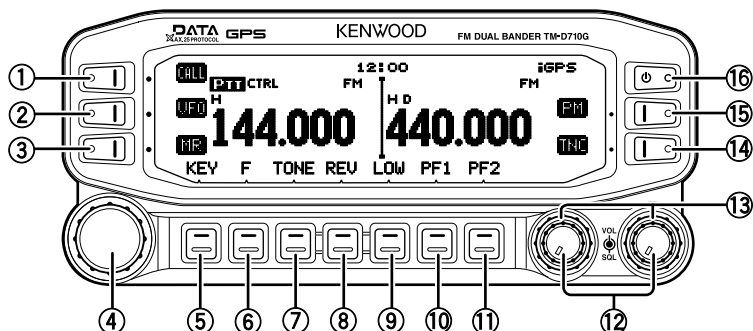 DATA GPS KENWOOD FM DUAL BANDER TM-D710G
AX.25 PROTOCOL
① CALL 12:00 iGPS ⑯
PTT CTRL FM FM
② VFO H H D PM ⑮
144.000 440.000
③ MR TNC ⑭
KEY F TONE REV LOW PF1 PF2
⑬
VOL
SQL
④ ⑤ ⑥ ⑦ ⑧ ⑨ ⑩ ⑪ ⑫